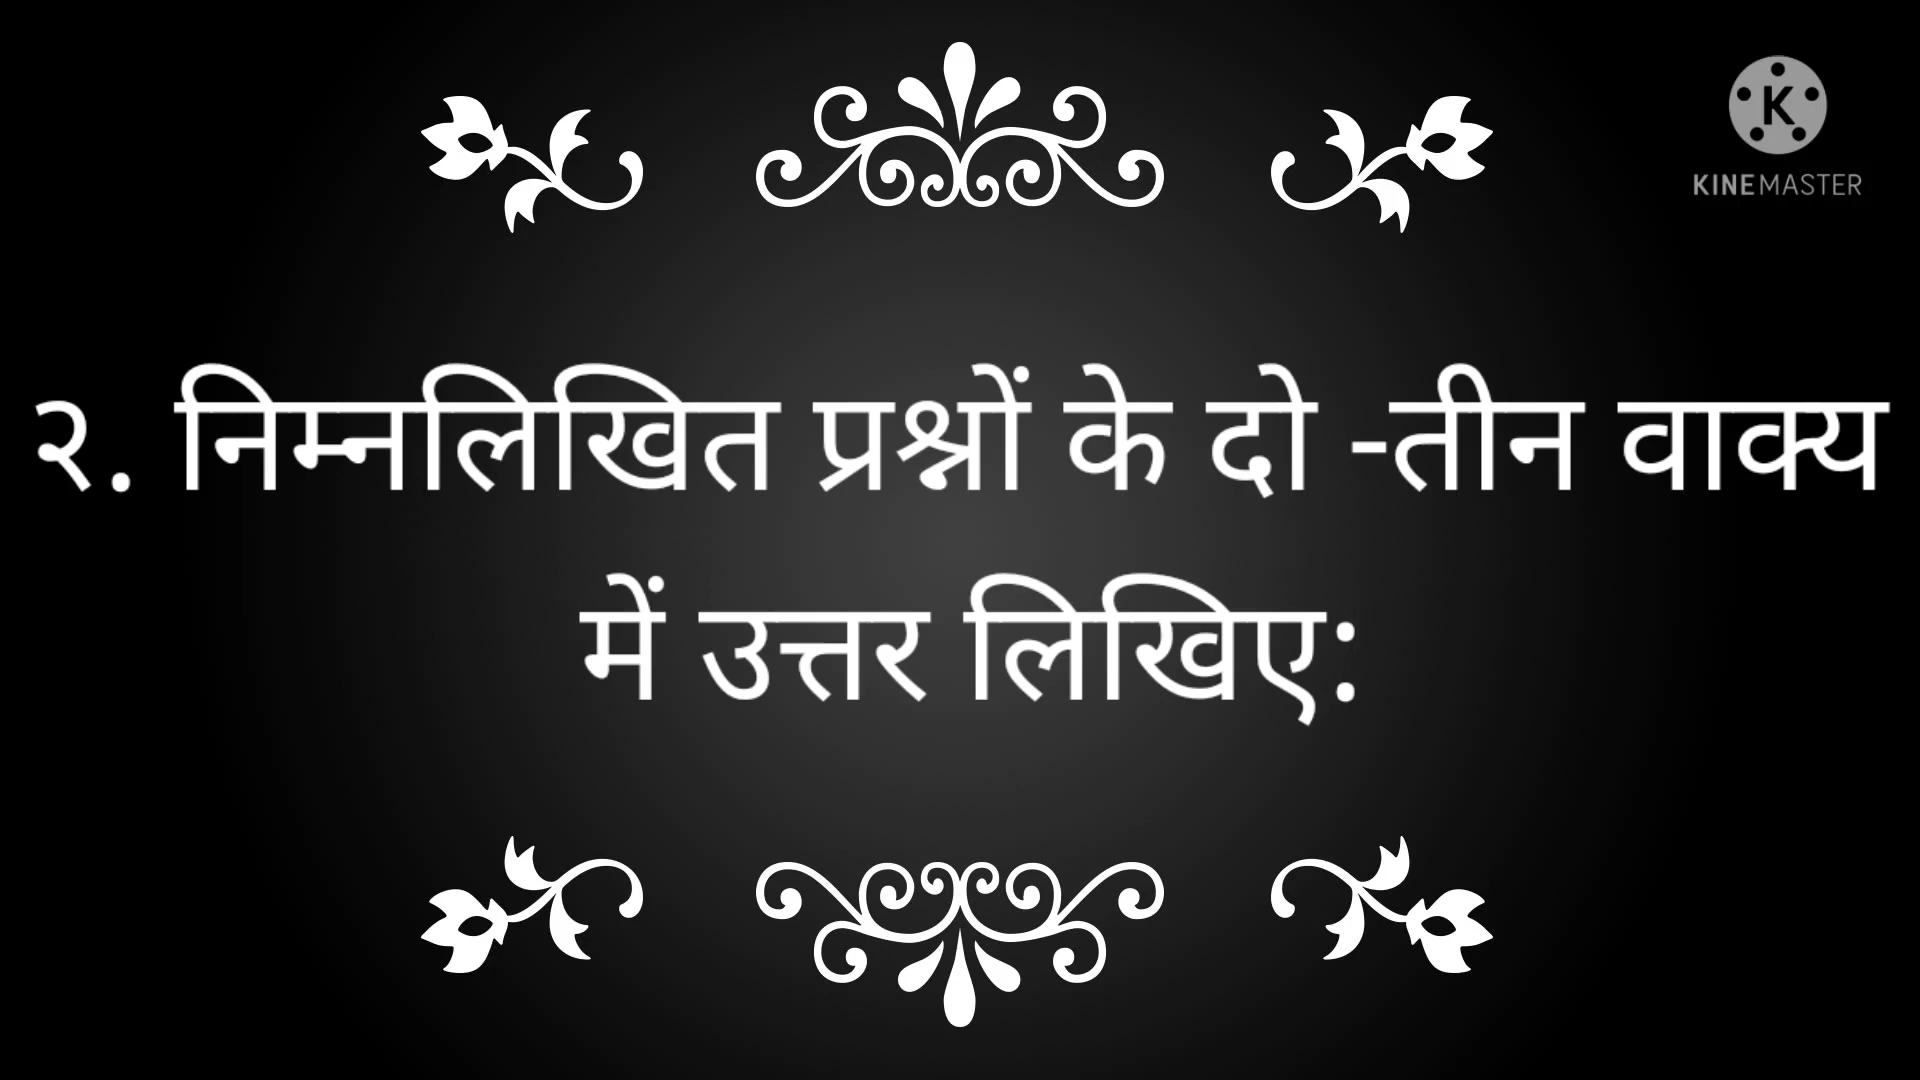 K
KINEMASTER
२. निम्नलिखित प्रश्नों के दो -तीन वाक्य
में उत्तर लिखिए: